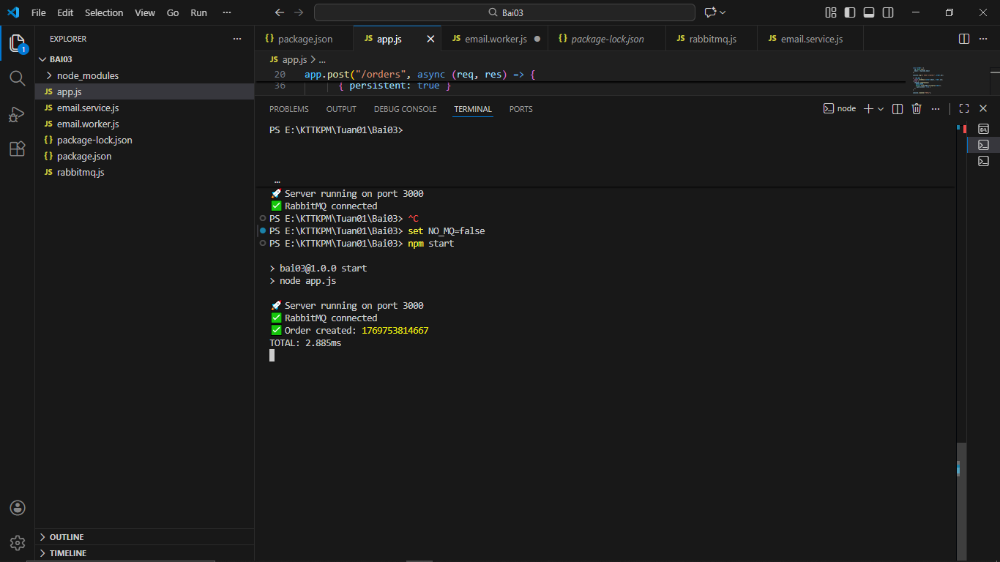 File Edit Selection View Go Run ··· Bai03
EXPLORER ···
1
BAI03
node_modules
JS app.js
JS email.service.js
JS email.worker.js
{} package-lock.json
{} package.json
JS rabbitmq.js
OUTLINE
TIMELINE
{} package.json JS app.js JS email.worker.js {} package-lock.json JS rabbitmq.js JS email.service.js ···
JS app.js > ...
20 app.post("/orders", async (req, res) => {
36 { persistent: true }
PROBLEMS OUTPUT DEBUG CONSOLE TERMINAL PORTS node ···
PS E:\KTTKPM\Tuan01\Bai03>
…
🚀 Server running on port 3000
✅ RabbitMQ connected
PS E:\KTTKPM\Tuan01\Bai03> ^C
PS E:\KTTKPM\Tuan01\Bai03> set NO_MQ=false
PS E:\KTTKPM\Tuan01\Bai03> npm start
> bai03@1.0.0 start
> node app.js
🚀 Server running on port 3000
✅ RabbitMQ connected
✅ Order created: 1769753814667
TOTAL: 2.885ms